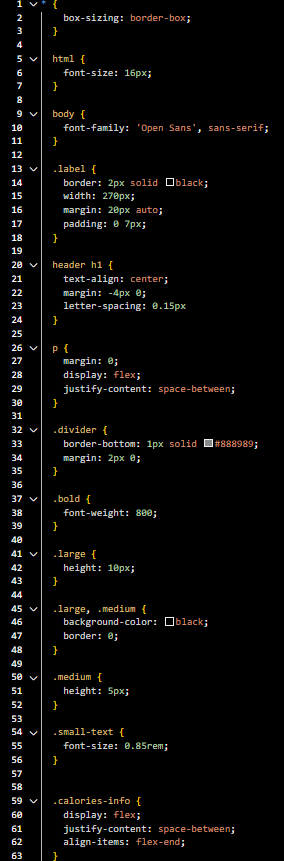 1 * {
2 box-sizing: border-box;
3 }
4
5 html {
6 font-size: 16px;
7 }
8
9 body {
10 font-family: 'Open Sans', sans-serif;
11 }
12
13 .label {
14 border: 2px solid black;
15 width: 270px;
16 margin: 20px auto;
17 padding: 0 7px;
18 }
19
20 header h1 {
21 text-align: center;
22 margin: -4px 0;
23 letter-spacing: 0.15px
24 }
25
26 p {
27 margin: 0;
28 display: flex;
29 justify-content: space-between;
30 }
31
32 .divider {
33 border-bottom: 1px solid #888989;
34 margin: 2px 0;
35 }
36
37 .bold {
38 font-weight: 800;
39 }
40
41 .large {
42 height: 10px;
43 }
44
45 .large, .medium {
46 background-color: black;
47 border: 0;
48 }
49
50 .medium {
51 height: 5px;
52 }
53
54 .small-text {
55 font-size: 0.85rem;
56 }
57
58
59 .calories-info {
60 display: flex;
61 justify-content: space-between;
62 align-items: flex-end;
63 }